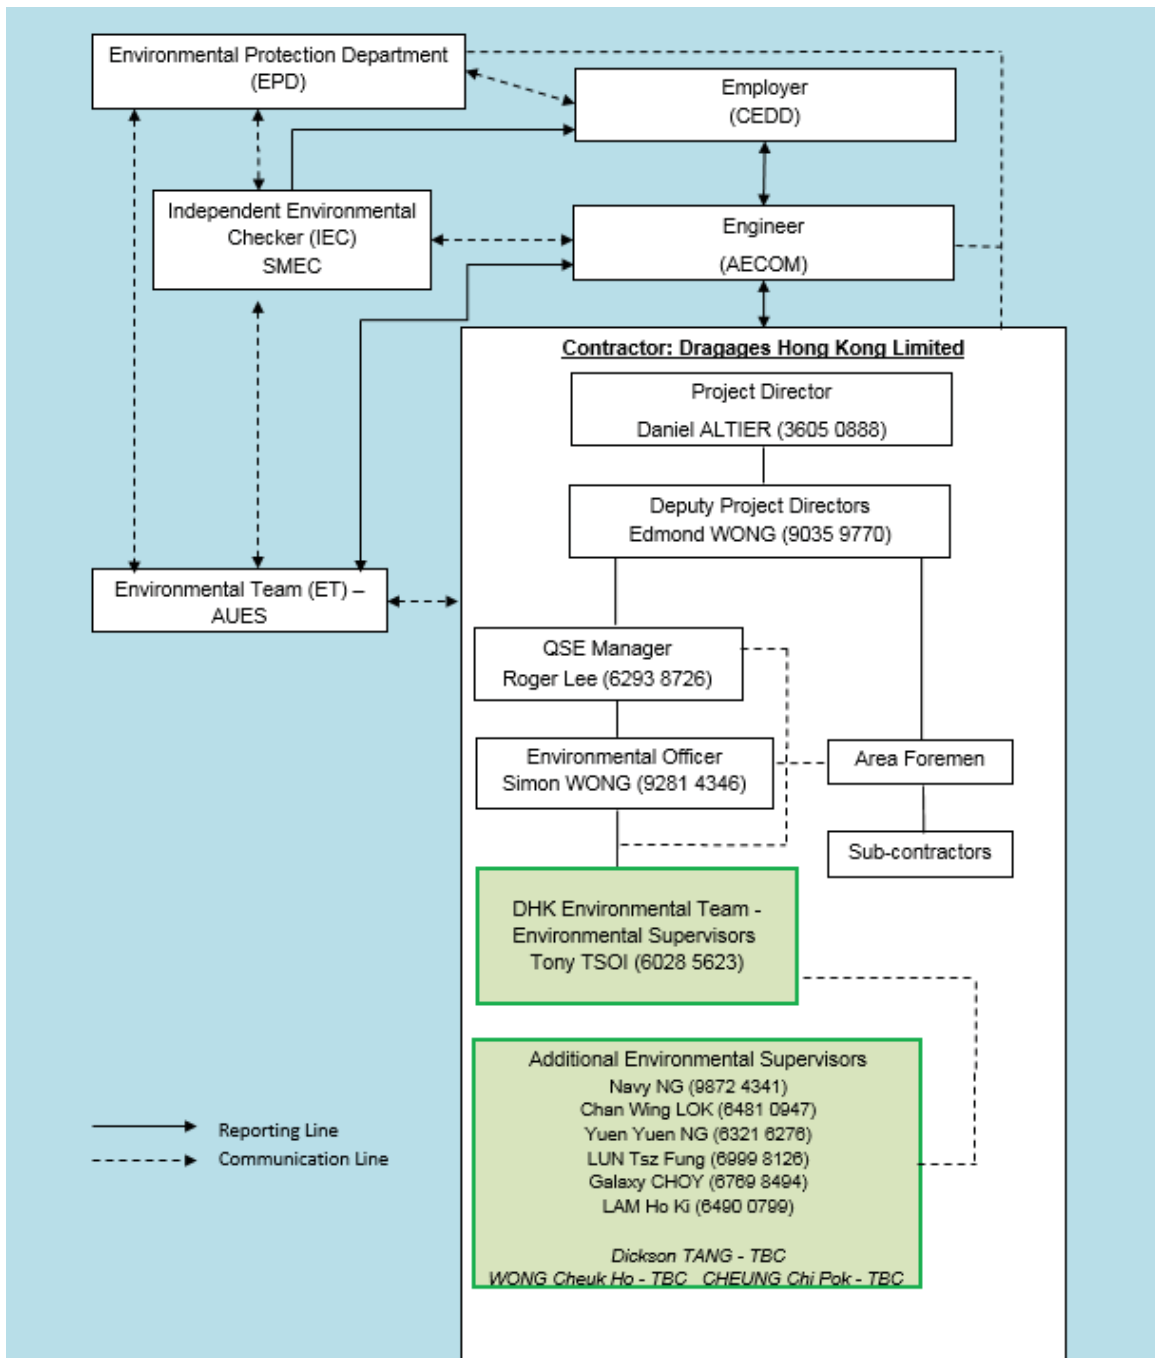 Environmental Protection Department
(EPD)
Employer
(CEDD)
Independent Environmental
Checker (IEC)
SMEC
Engineer
(AECOM)
Contractor: Dragages Hong Kong Limited
Project Director
Daniel ALTIER (3605 0888)
Deputy Project Directors
Edmond WONG (9035 9770)
Environmental Team (ET) –
AUES
QSE Manager
Roger Lee (6293 8726)
Environmental Officer
Simon WONG (9281 4346)
Area Foremen
Sub-contractors
DHK Environmental Team -
Environmental Supervisors
Tony TSOI (6028 5623)
Additional Environmental Supervisors
Navy NG (9872 4341)
Chan Wing LOK (6481 0947)
Yuen Yuen NG (6321 6276)
LUN Tsz Fung (6999 8126)
Galaxy CHOY (6769 8494)
LAM Ho Ki (6490 0799)
Dickson TANG - TBC
WONG Cheuk Ho - TBC CHEUNG Chi Pok - TBC
Reporting Line
Communication Line